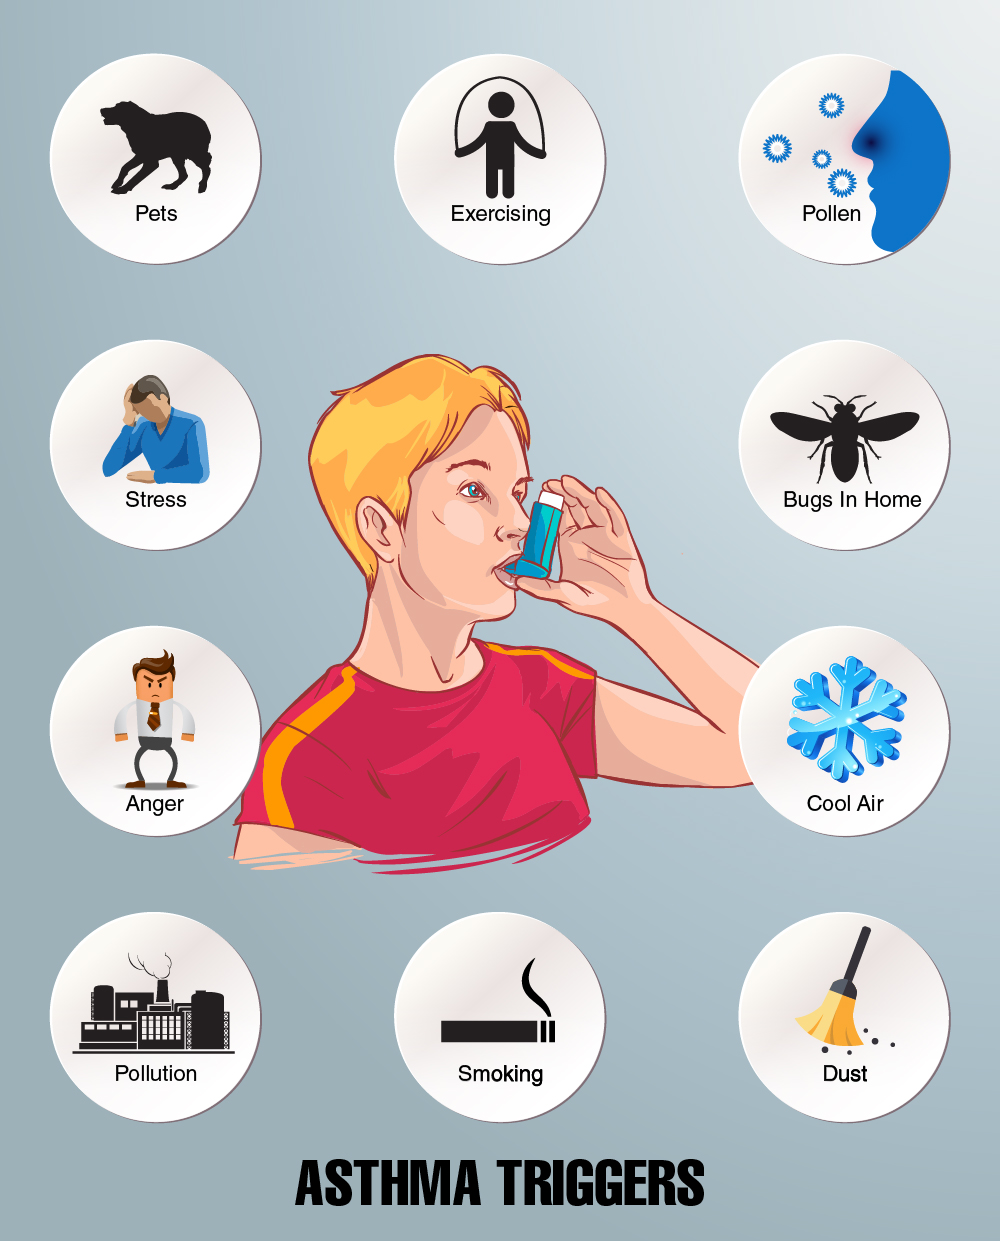 Pets
Exercising
Pollen
Stress
Bugs In Home
Anger
Cool Air
Pollution
Smoking
Dust
ASTHMA TRIGGERS